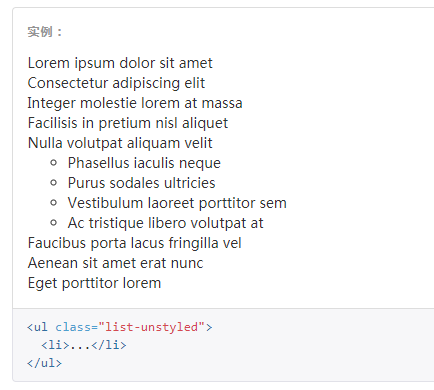 实例：
Lorem ipsum dolor sit amet
Consectetur adipiscing elit
Integer molestie lorem at massa
Facilisis in pretium nisl aliquet
Nulla volutpat aliquam velit
Phasellus iaculis neque
Purus sodales ultricies
Vestibulum laoreet porttitor sem
Ac tristique libero volutpat at
Faucibus porta lacus fringilla vel
Aenean sit amet erat nunc
Eget porttitor lorem
<ul class="list-unstyled">
  <li>...</li>
</ul>